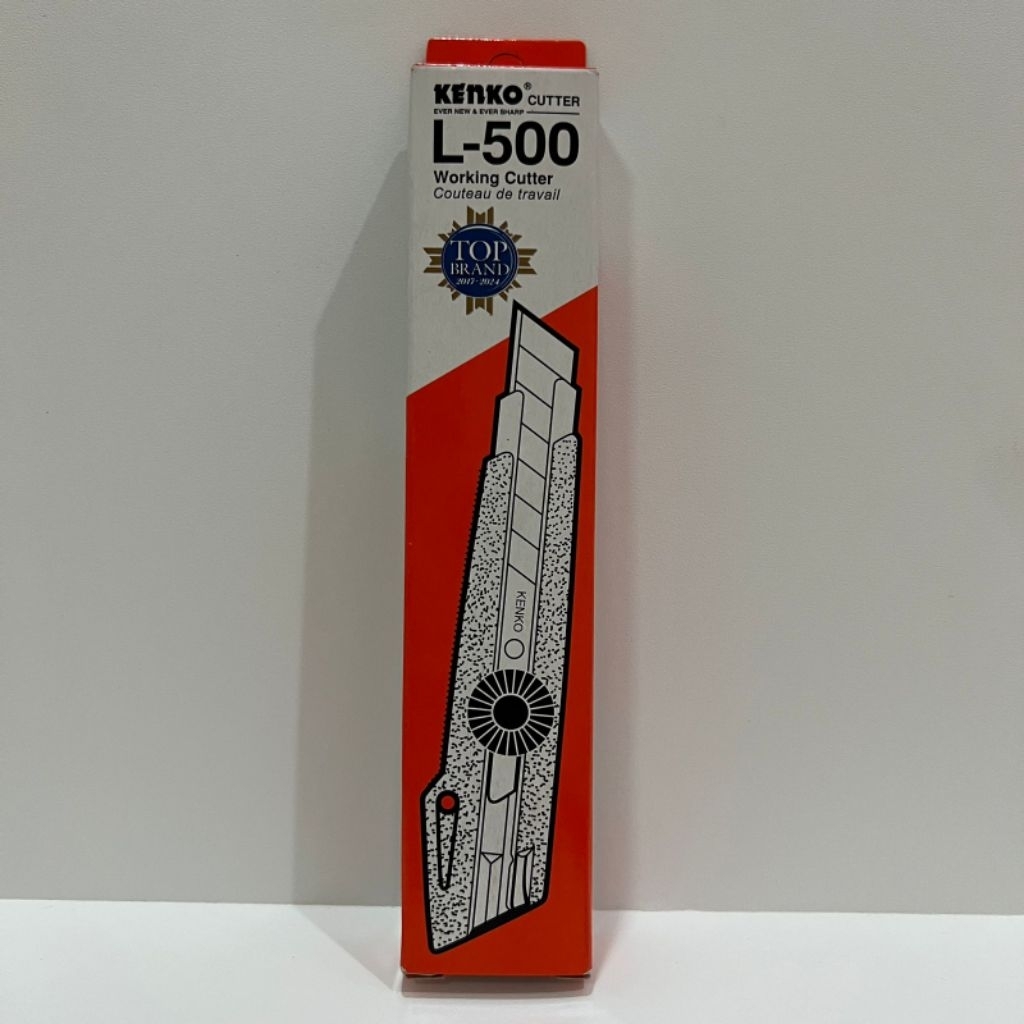 KENKO® CUTTER
EVER NEW & EVER SHARP
L-500
Working Cutter
Couteau de travail
TOP
BRAND
2017-2024
KENKO